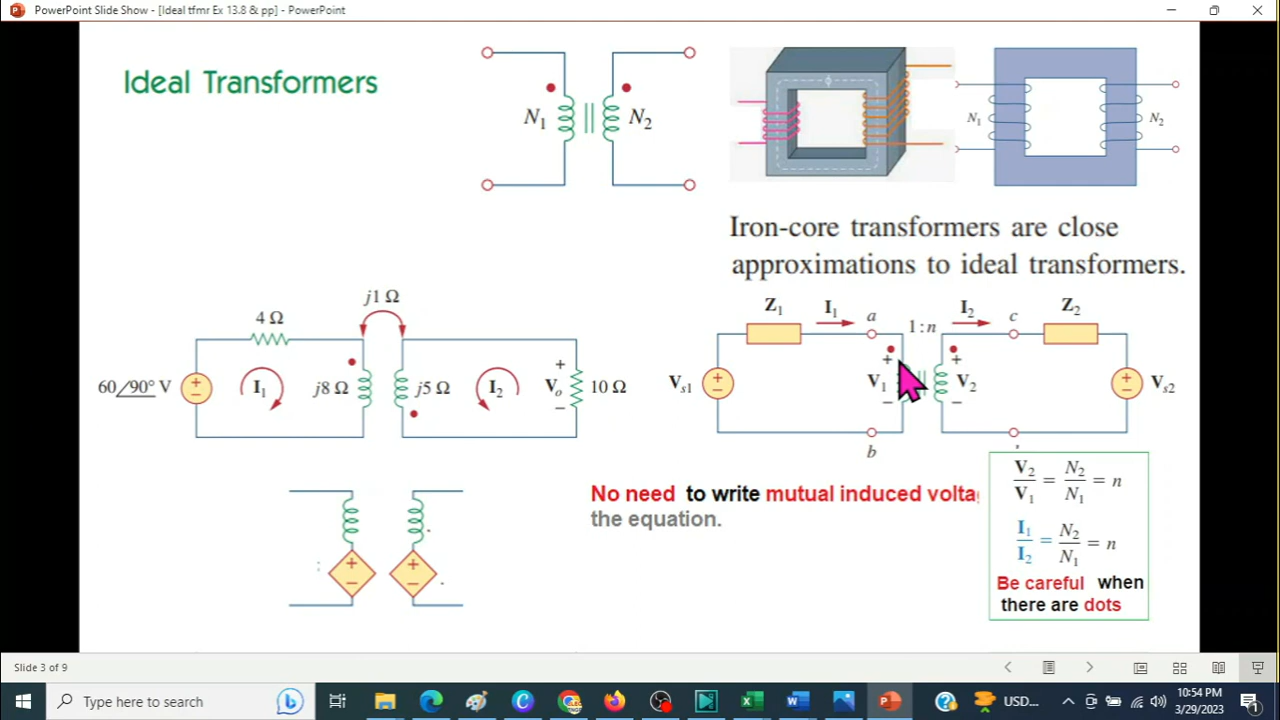 PowerPoint Slide Show - [Ideal tfmr Ex 13.8 & pp] - PowerPoint
Ideal Transformers
N1 N2
ϕ
N1 N2
Iron-core transformers are close
approximations to ideal transformers.
j1 Ω
4 Ω
60/90° V
+
−
I1
j8 Ω
j5 Ω
I2
+
Vo
−
10 Ω
Z1 I1 a 1:n I2 c Z2
Vs1 + − + V1 − + V2 − + − Vs2
b
No need to write mutual induced volta
the equation.
:
+
−
+
−
V2/V1 = N2/N1 = n
I1/I2 = N2/N1 = n
Be careful when
there are dots
Slide 3 of 9
Type here to search
USD...
10:54 PM
3/29/2023
1